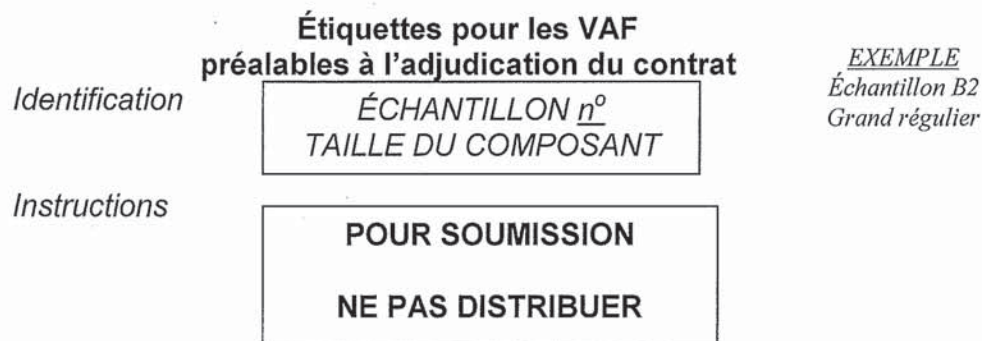 Étiquettes pour les VAF
préalables à l'adjudication du contrat
Identification
ÉCHANTILLON nº
TAILLE DU COMPOSANT
EXEMPLE
Échantillon B2
Grand régulier
Instructions
POUR SOUMISSION
NE PAS DISTRIBUER